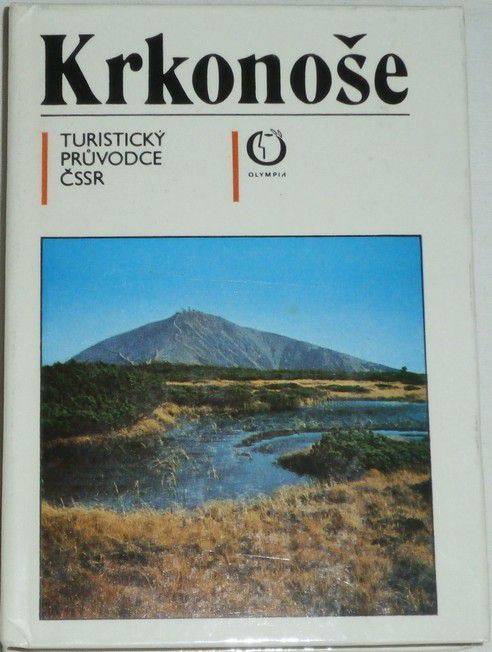 Krkonoše
TURISTICKÝ
PRŮVODCE
ČSSR
OLYMPIA